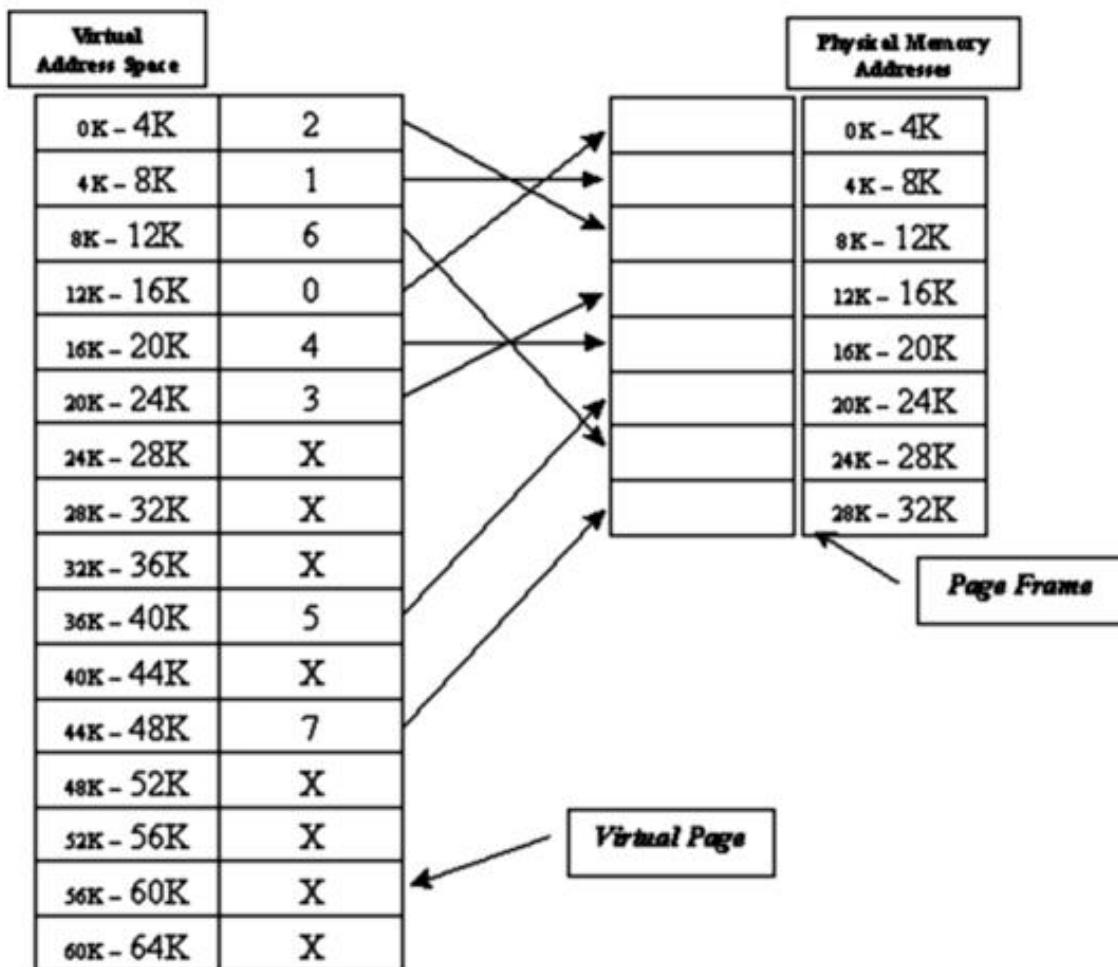 Virtual
Address Space
Physical Memory
Addresses
0K – 4K 2
4K – 8K 1
8K – 12K 6
12K – 16K 0
16K – 20K 4
20K – 24K 3
24K – 28K X
28K – 32K X
32K – 36K X
36K – 40K 5
40K – 44K X
44K – 48K 7
48K – 52K X
52K – 56K X
56K – 60K X
60K – 64K X
0K – 4K
4K – 8K
8K – 12K
12K – 16K
16K – 20K
20K – 24K
24K – 28K
28K – 32K
Page Frame
Virtual Page